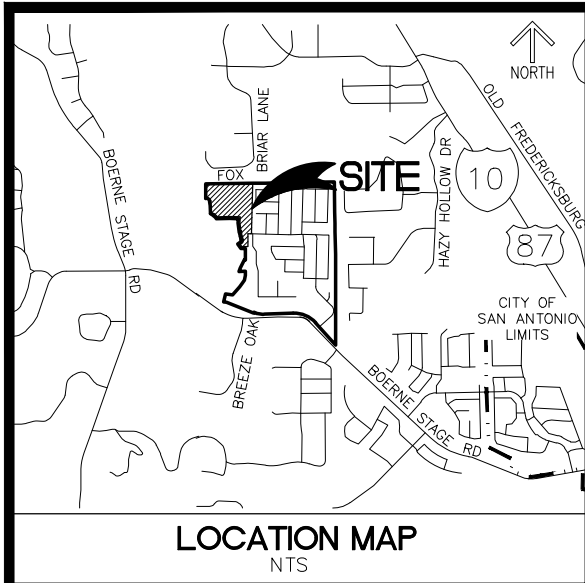 NORTH
OLD FREDERICKSBURG
BRIAR LANE
FOX
SITE
HAZY HOLLOW DR
10
87
BOERNE STAGE RD
CITY OF
SAN ANTONIO
LIMITS
BREEZE OAK
BOERNE STAGE RD
LOCATION MAP
NTS